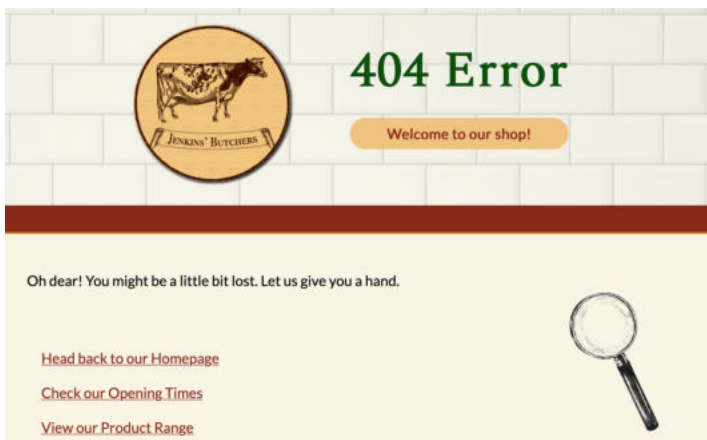 404 Error
Welcome to our shop!
JENKINS' BUTCHERS
Oh dear! You might be a little bit lost. Let us give you a hand.
Head back to our Homepage
Check our Opening Times
View our Product Range